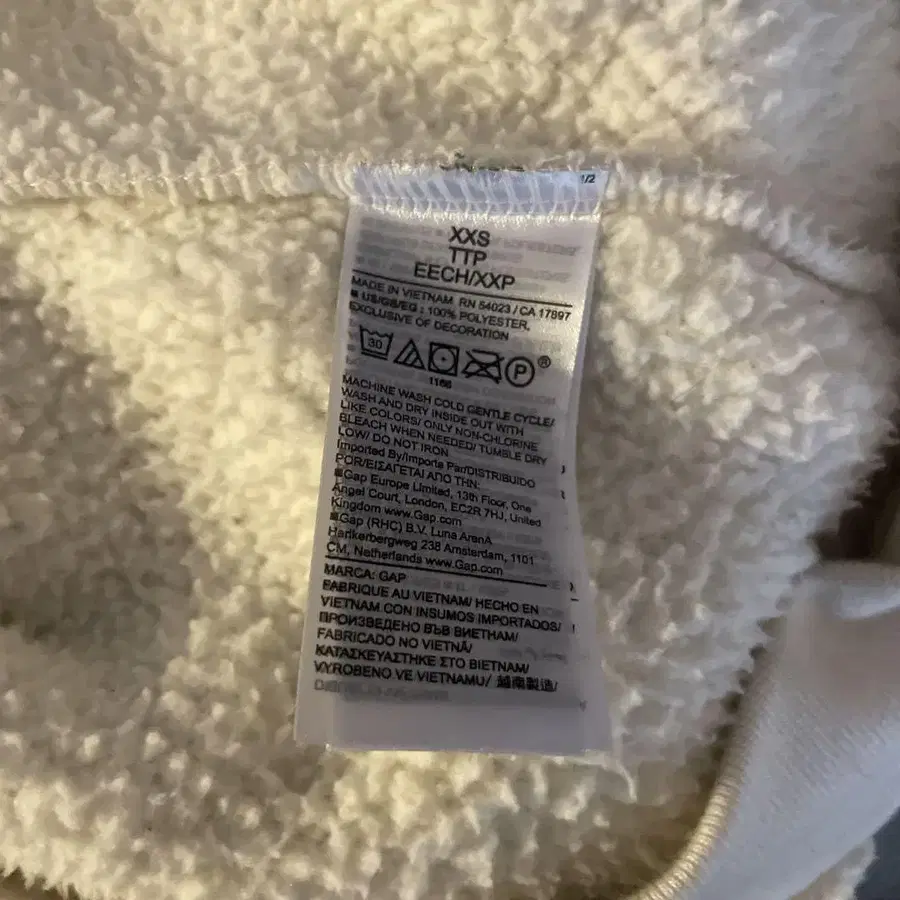 1/2
XXS
TTP
EECH/XXP
MADE IN VIETNAM RN 54023 / CA 17897
■ US/GB/EG : 100% POLYESTER,
EXCLUSIVE OF DECORATION
30 P ®
1166
MACHINE WASH COLD GENTLE CYCLE/
WASH AND DRY INSIDE OUT WITH
LIKE COLORS/ ONLY NON-CHLORINE
BLEACH WHEN NEEDED/ TUMBLE DRY
LOW/ DO NOT IRON
Imported By/Importe Par/DISTRIBUIDO
POR/ΕΙΣΑΓΕΤΑΙ ΑΠΟ ΤΗΝ:
■Gap Europe Limited, 13th Floor, One
Angel Court, London, EC2R 7HJ, United
Kingdom www.Gap.com
■Gap (RHC) B.V. Luna ArenA
Herikerbergweg 238 Amsterdam, 1101
CM, Netherlands www.Gap.com
MARCA: GAP
FABRIQUE AU VIETNAM/ HECHO EN
VIETNAM CON INSUMOS IMPORTADOS/
ПРОИЗВЕДЕНО ВЪВ ВИЕТНАМ/
FABRICADO NO VIETNÃ/
ΚΑΤΑΣΚΕΥΑΣΤΗΚΕ ΣΤΟ ΒΙΕΤΝΑΜ/
VYROBENO VE VIETNAMU/ 越南製造/